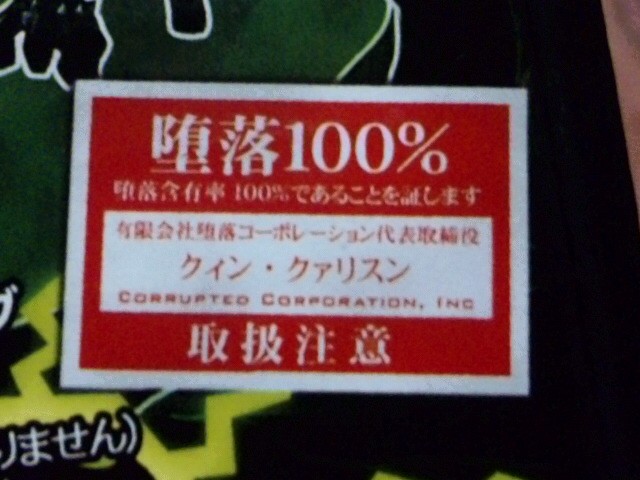 堕落100%
堕落含有率 100%であることを証します
有限会社堕落コーポレーション代表取締役
クィン・クァリスン
CORRUPTED CORPORATION, INC
取扱注意
グ
りません)